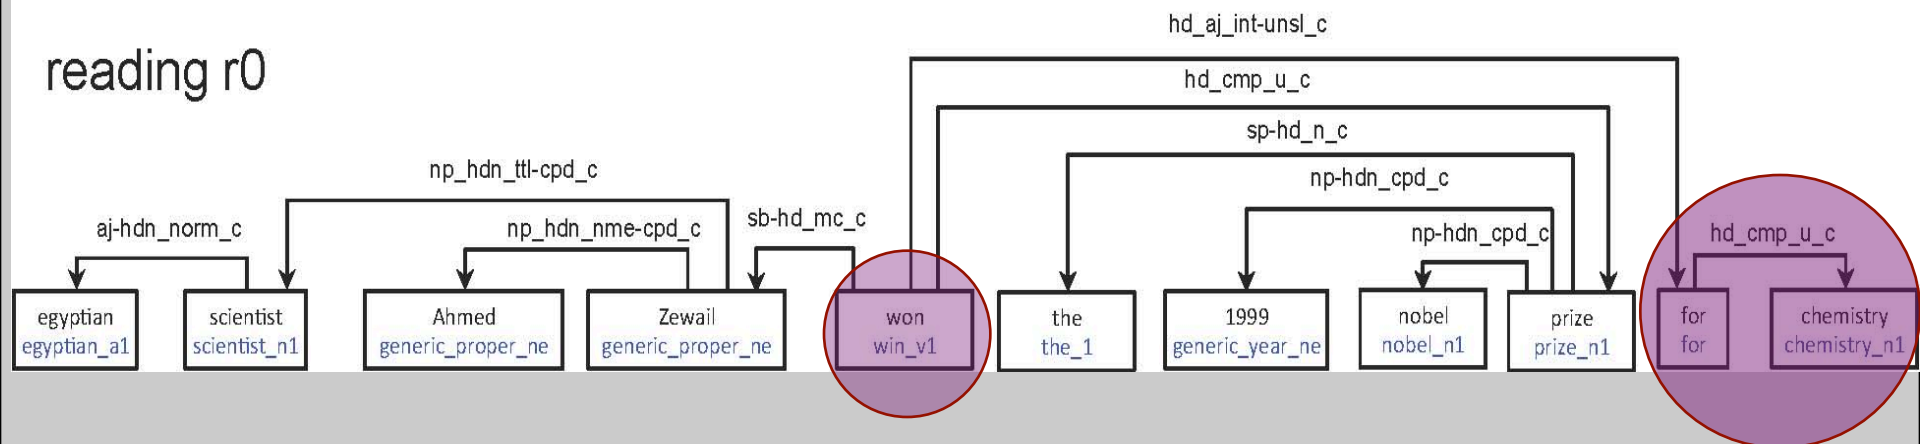 hd_aj_int-unsl_c
reading r0
hd_cmp_u_c
sp-hd_n_c
np_hdn_ttl-cpd_c
np-hdn_cpd_c
aj-hdn_norm_c
np_hdn_nme-cpd_c
sb-hd_mc_c
np-hdn_cpd_c
hd_cmp_u_c
egyptian scientist Ahmed Zewail won the 1999 nobel prize for chemistry
egyptian_a1 scientist_n1 generic_proper_ne generic_proper_ne win_v1 the_1 generic_year_ne nobel_n1 prize_n1 for chemistry_n1